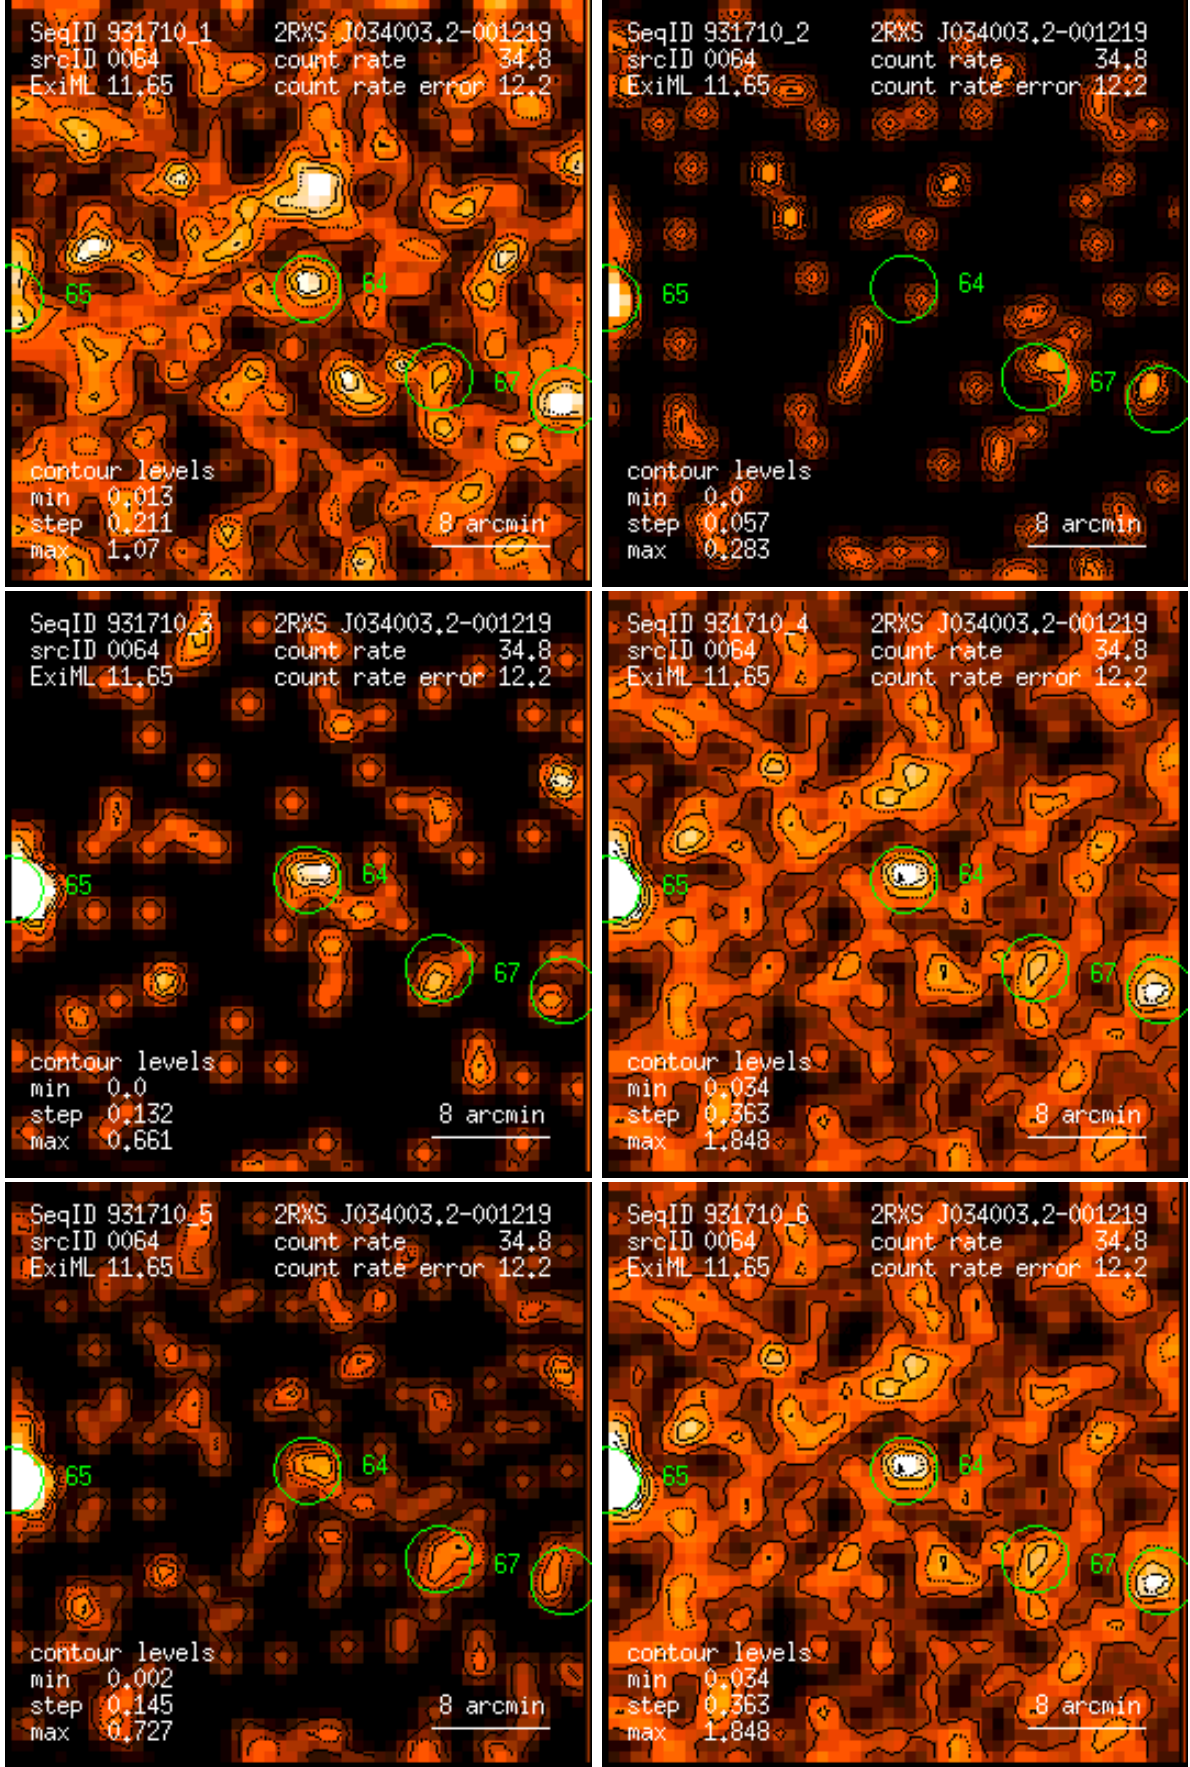 SeqID 931710_1 2RXS J034003.2-001219
srcID 0064 count rate 34.8
ExiML 11.65 count rate error 12.2
65
64
67
contour levels
min 0.013
step 0.211
max 1.07
8 arcmin
SeqID 931710_2 2RXS J034003.2-001219
srcID 0064 count rate 34.8
ExiML 11.65 count rate error 12.2
65
64
67
contour levels
min 0.0
step 0.057
max 0.283
8 arcmin
SeqID 931710_3 2RXS J034003.2-001219
srcID 0064 count rate 34.8
ExiML 11.65 count rate error 12.2
65
64
67
contour levels
min 0.0
step 0.132
max 0.661
8 arcmin
SeqID 931710_4 2RXS J034003.2-001219
srcID 0064 count rate 34.8
ExiML 11.65 count rate error 12.2
65
64
67
contour levels
min 0.034
step 0.363
max 1.848
8 arcmin
SeqID 931710_5 2RXS J034003.2-001219
srcID 0064 count rate 34.8
ExiML 11.65 count rate error 12.2
65
64
67
contour levels
min 0.002
step 0.145
max 0.727
8 arcmin
SeqID 931710_6 2RXS J034003.2-001219
srcID 0064 count rate 34.8
ExiML 11.65 count rate error 12.2
65
64
67
contour levels
min 0.034
step 0.363
max 1.848
8 arcmin